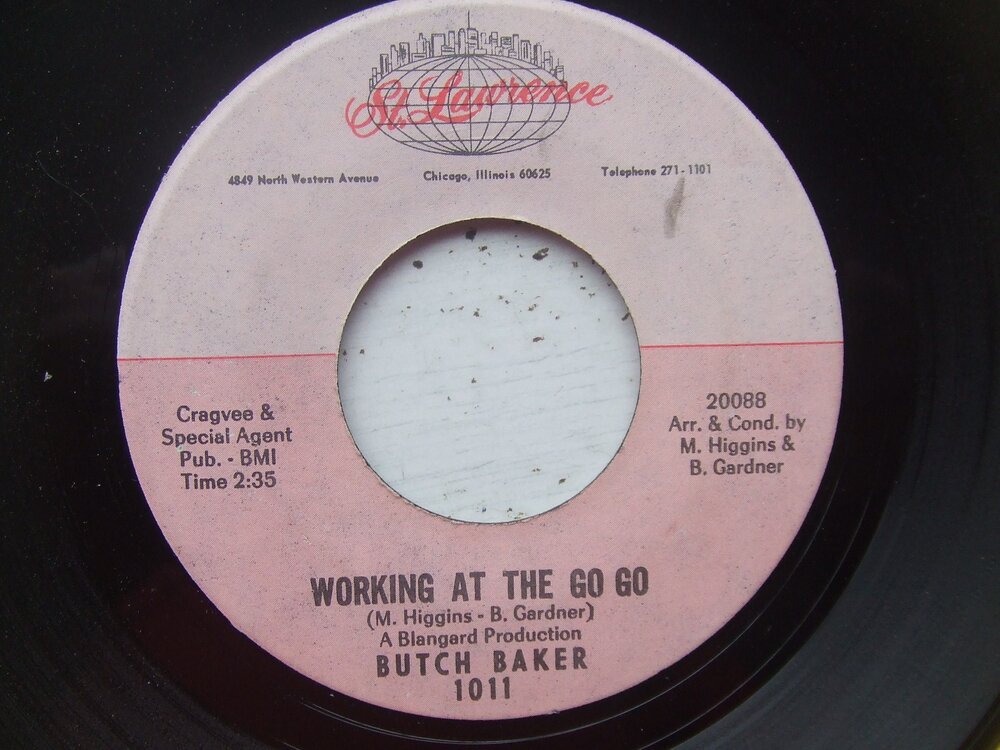 St. Lawrence
4849 North Western Avenue Chicago, Illinois 60625 Telephone 271-1101
Cragvee &
Special Agent
Pub. - BMI
Time 2:35
20088
Arr. & Cond. by
M. Higgins &
B. Gardner
WORKING AT THE GO GO
(M. Higgins - B. Gardner)
A Blangard Production
BUTCH BAKER
1011